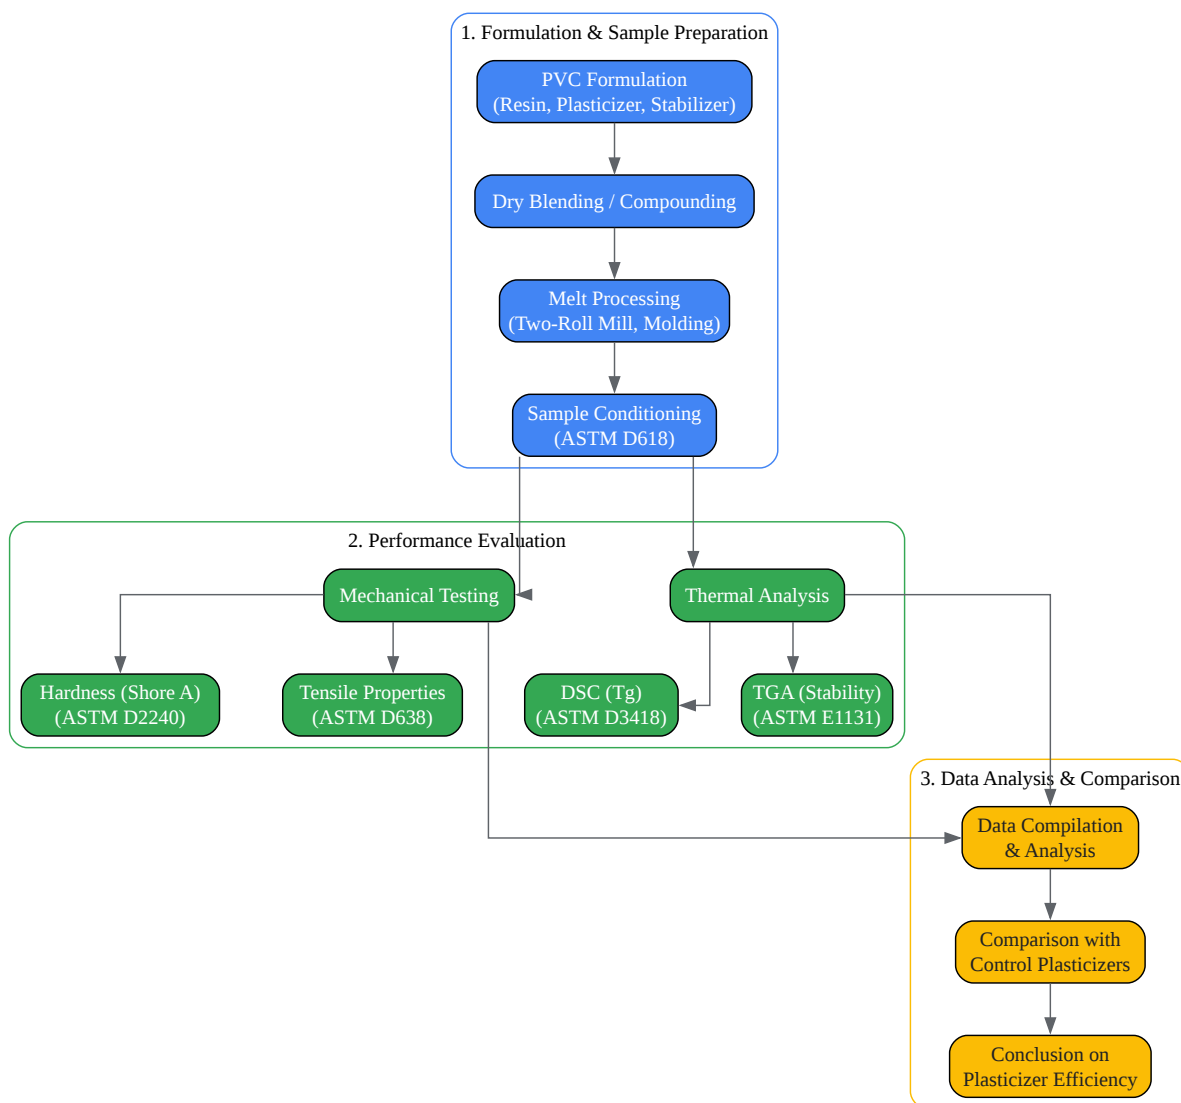 1. Formulation & Sample Preparation
PVC Formulation
(Resin, Plasticizer, Stabilizer)
Dry Blending / Compounding
Melt Processing
(Two-Roll Mill, Molding)
Sample Conditioning
(ASTM D618)
2. Performance Evaluation
Mechanical Testing
Thermal Analysis
Hardness (Shore A)
(ASTM D2240)
Tensile Properties
(ASTM D638)
DSC (Tg)
(ASTM D3418)
TGA (Stability)
(ASTM E1131)
3. Data Analysis & Comparison
Data Compilation
& Analysis
Comparison with
Control Plasticizers
Conclusion on
Plasticizer Efficiency